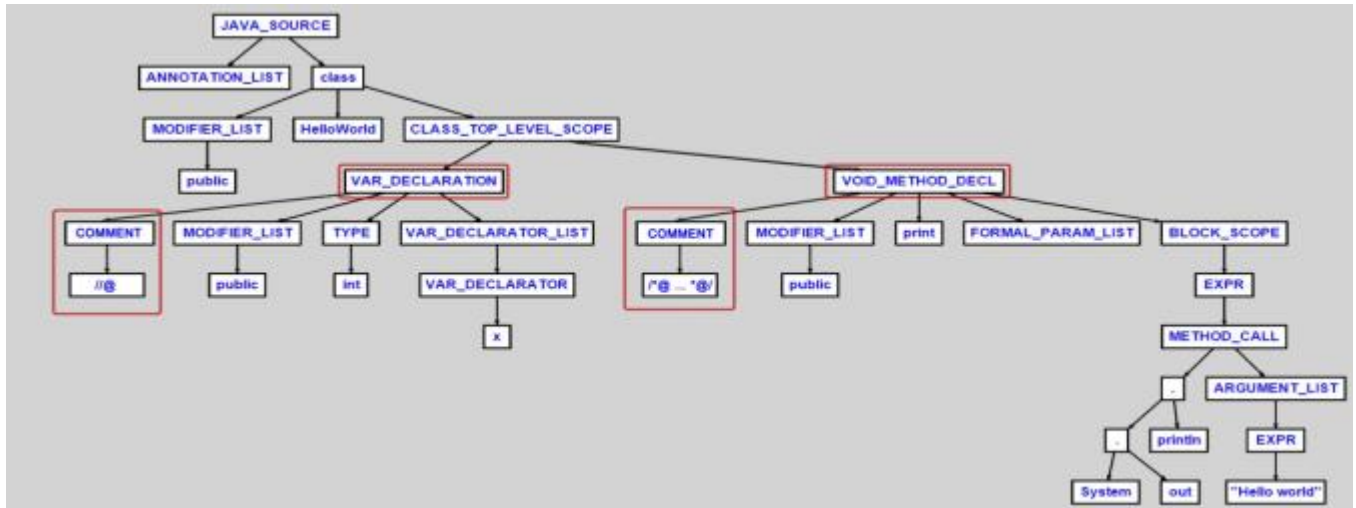 JAVA_SOURCE
ANNOTATION_LIST class
MODIFIER_LIST HelloWorld CLASS_TOP_LEVEL_SCOPE
public VAR_DECLARATION VOID_METHOD_DECL
COMMENT MODIFIER_LIST TYPE VAR_DECLARATOR_LIST COMMENT MODIFIER_LIST print FORMAL_PARAM_LIST BLOCK_SCOPE
//@ public int VAR_DECLARATOR /*@ ... *@/ public EXPR
x METHOD_CALL
. ARGUMENT_LIST
. println EXPR
System out "Hello world"